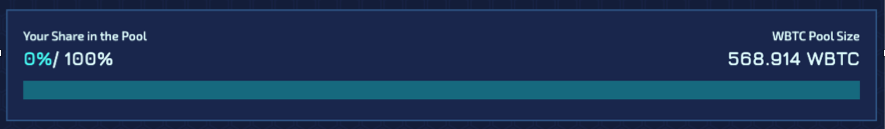 Your Share in the Pool
WBTC Pool Size
0%/ 100%
568.914 WBTC